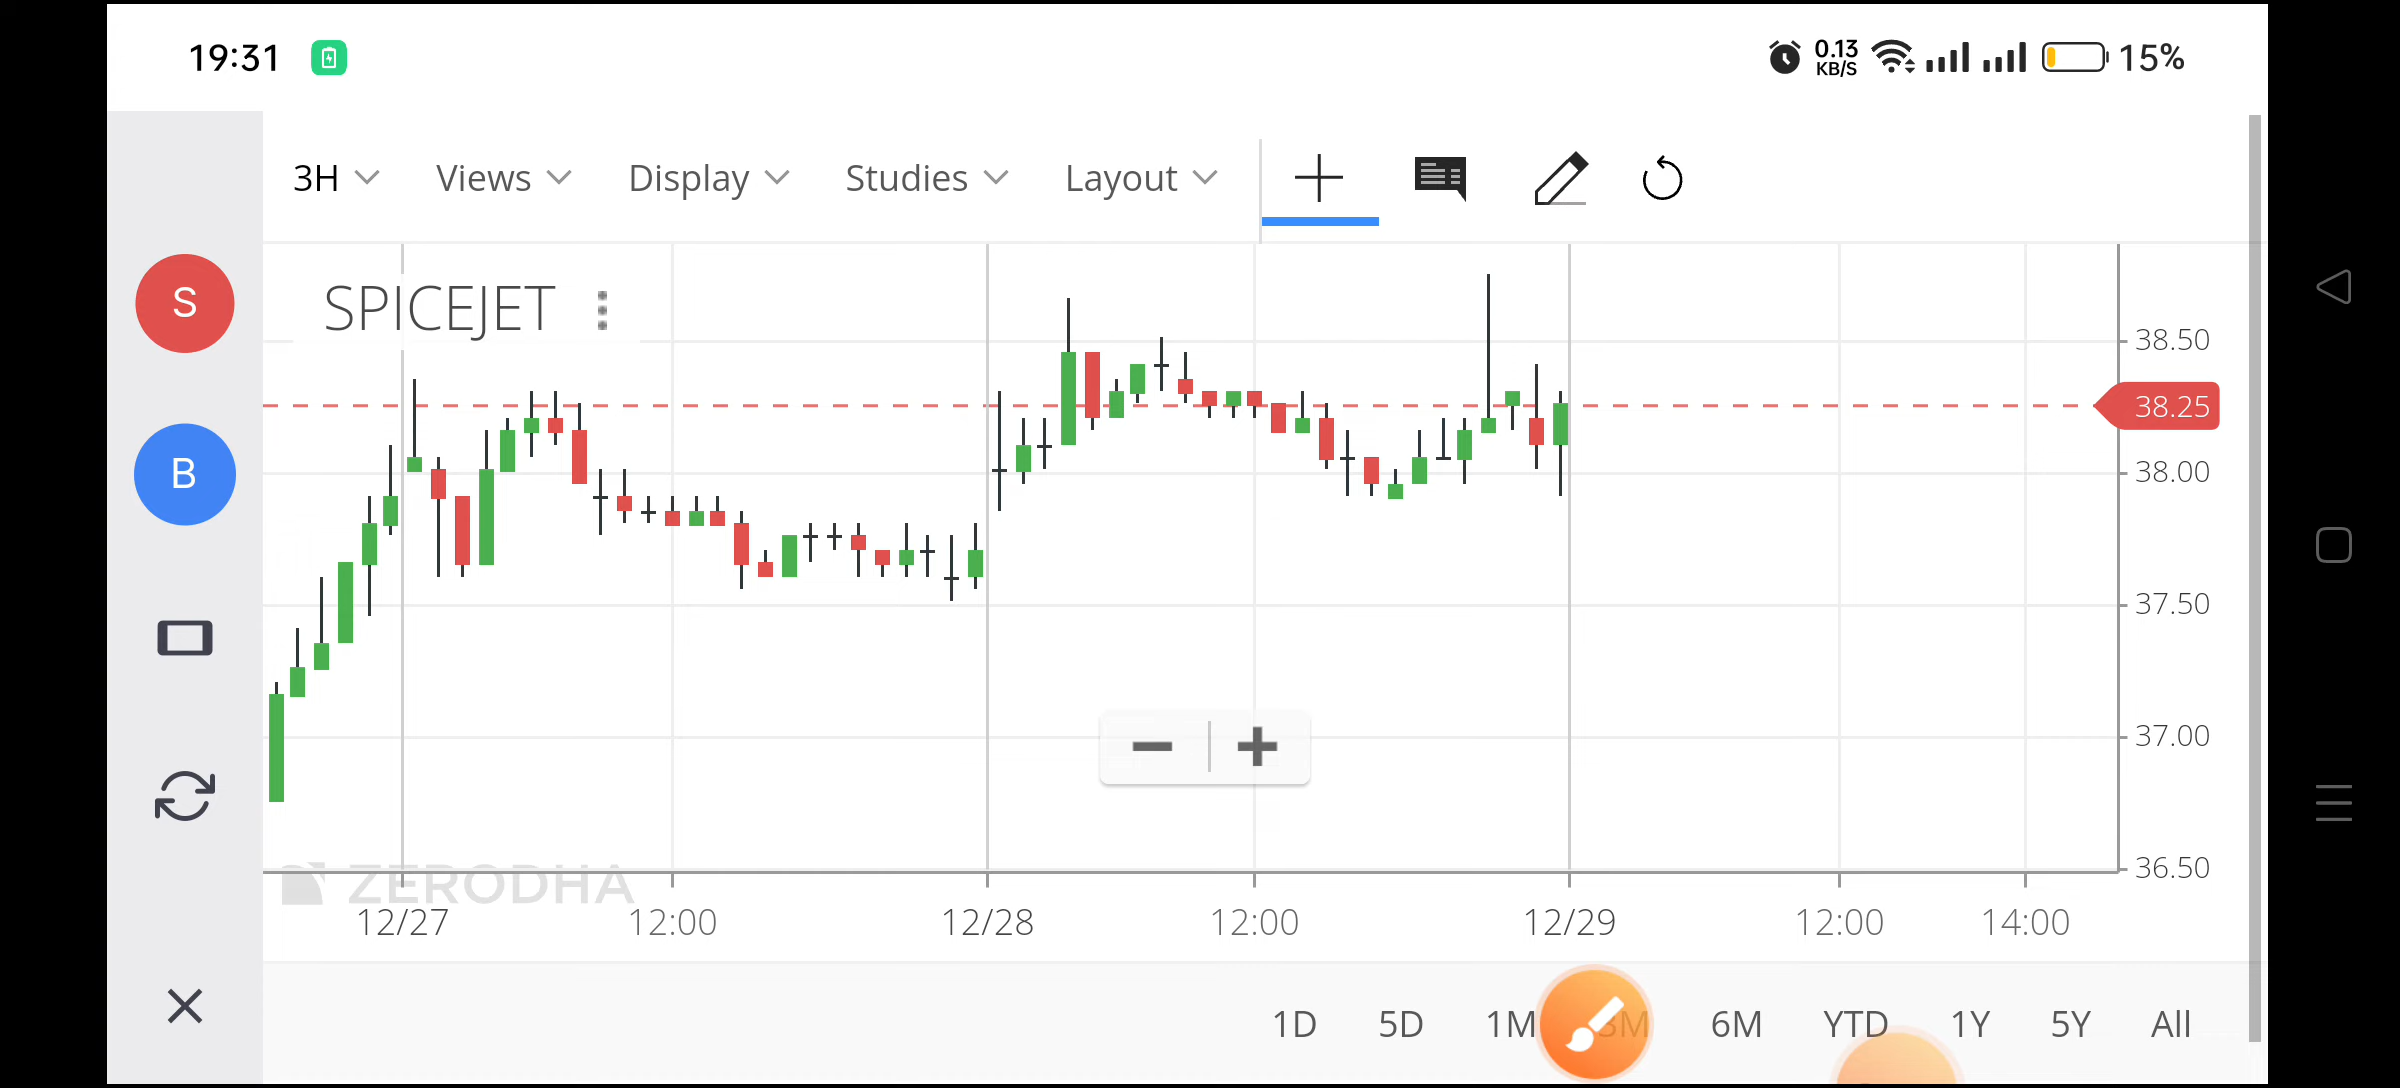 19:31 0.13 KB/S 15%
3H Views Display Studies Layout
S
SPICEJET
38.50
38.25
B
38.00
37.50
37.00
36.50
ZERODHA
12/27 12:00 12/28 12:00 12/29 12:00 14:00
1D 5D 1M 3M 6M YTD 1Y 5Y All